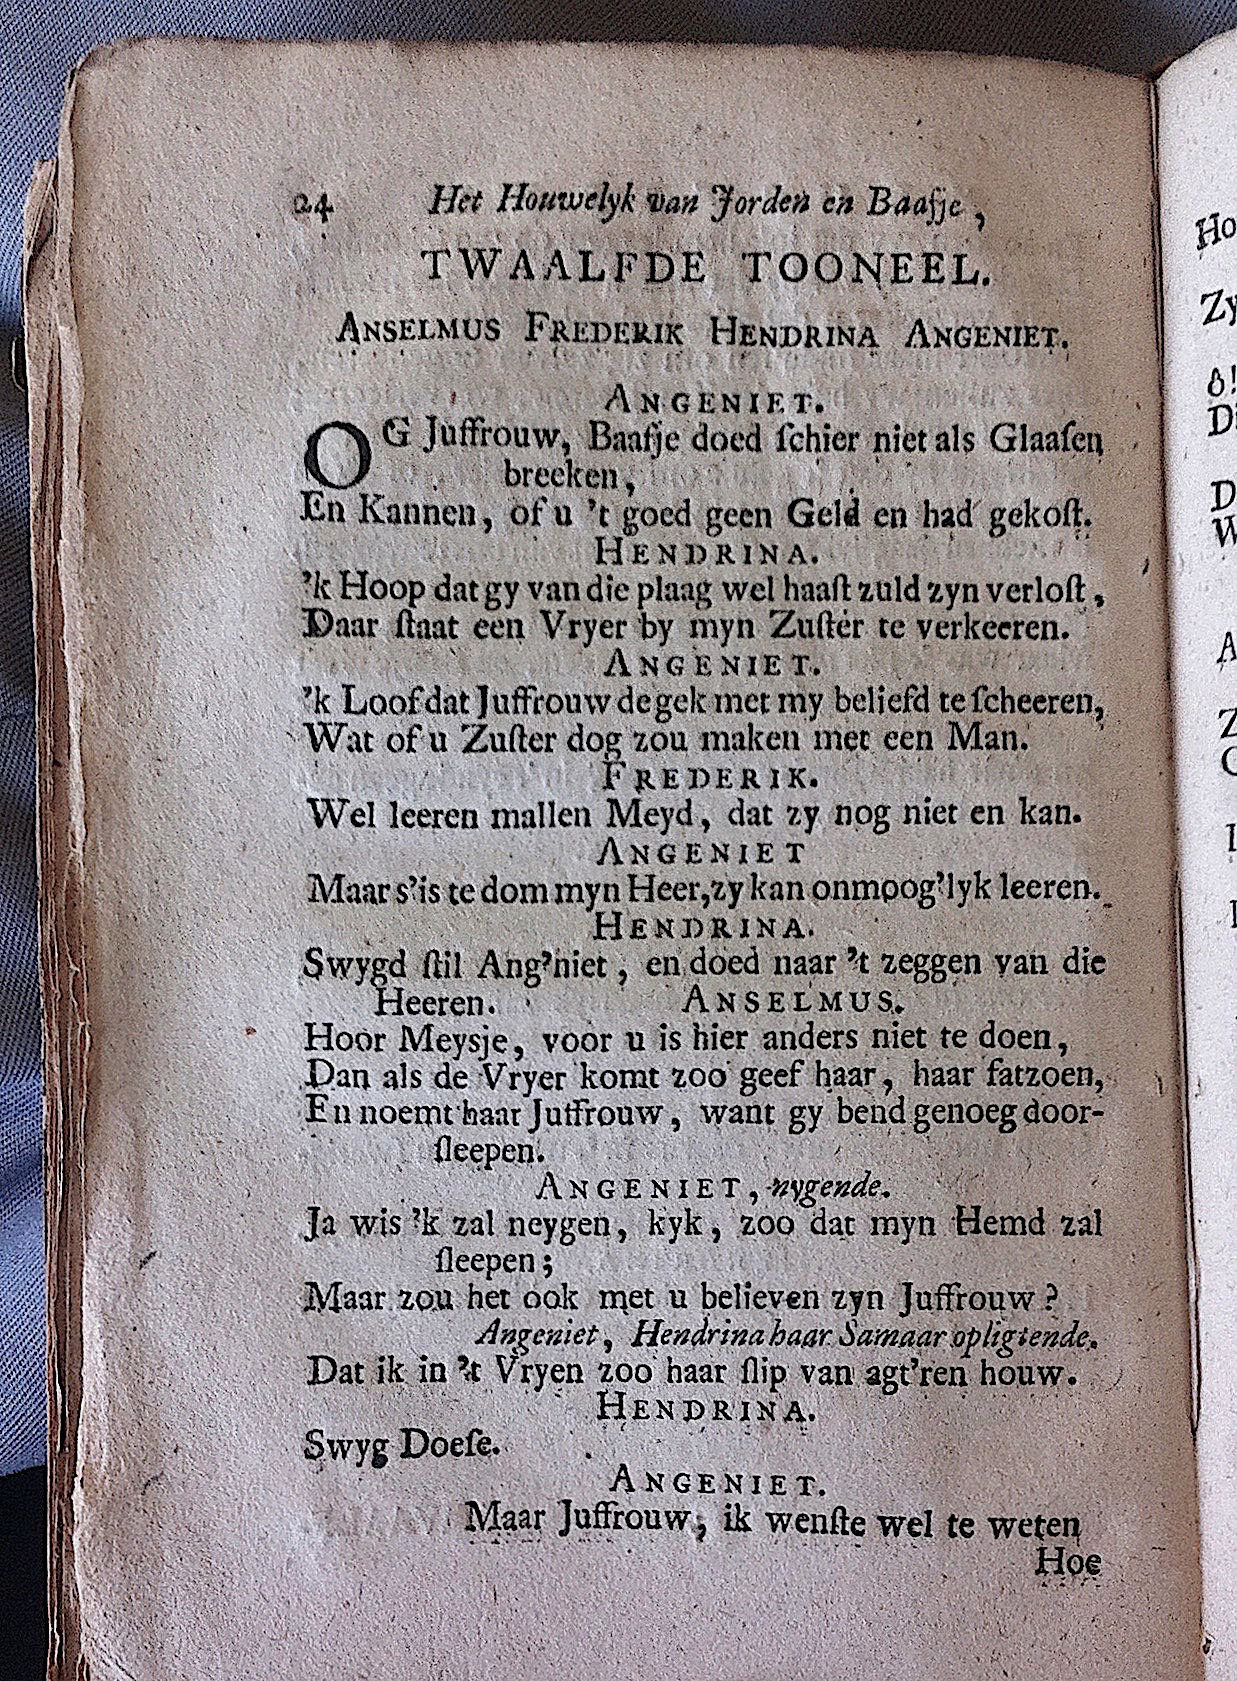 24 Het Houwelyk van Jorden en Baasje,
TWAALFDE TOONEEL.
ANSELMUS FREDERIK HENDRINA ANGENIET.
ANGENIET.
OG Juffrouw, Baaſje doed ſchier niet als Glaaſen
breeken,
En Kannen, of u 't goed geen Geld en had gekoſt.
HENDRINA.
'k Hoop dat gy van die plaag wel haaſt zuld zyn verloſt,
Daar ſtaat een Vryer by myn Zuſter te verkeeren.
ANGENIET.
'k Loof dat Juffrouw de gek met my beliefd te ſcheeren,
Wat of u Zuſter dog zou maken met een Man.
FREDERIK.
Wel leeren mallen Meyd, dat zy nog niet en kan.
ANGENIET
Maar s'is te dom myn Heer, zy kan onmoog'lyk leeren.
HENDRINA.
Swygd ſtil Ang'niet, en doed naar 't zeggen van die
Heeren. ANSELMUS.
Hoor Meysje, voor u is hier anders niet te doen,
Dan als de Vryer komt zoo geef haar, haar fatzoen,
En noemt haar Juffrouw, want gy bend genoeg door-
ſleepen.
ANGENIET, nygende.
Ja wis 'k zal neygen, kyk, zoo dat myn Hemd zal
ſleepen;
Maar zou het ook met u believen zyn Juffrouw?
Angeniet, Hendrina haar Samaar opligtende.
Dat ik in 't Vryen zoo haar ſlip van agt'ren houw.
HENDRINA.
Swyg Doeſe.
ANGENIET.
Maar Juffrouw, ik wenſte wel te weten
Hoe